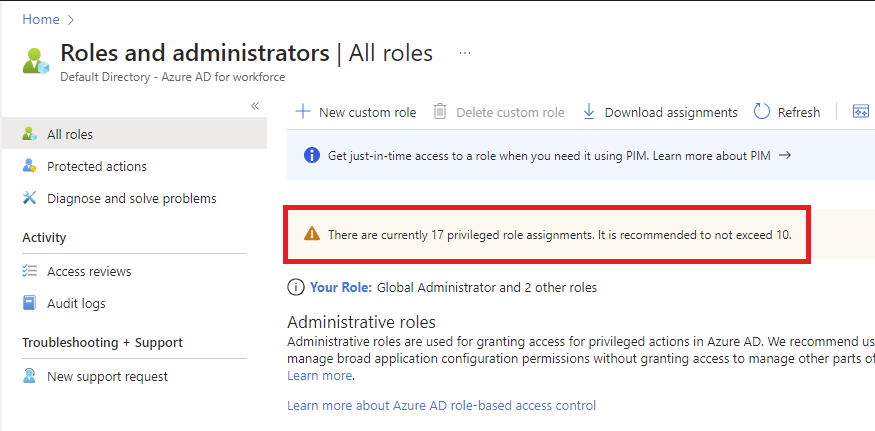 Home
Roles and administrators | All roles ...
Default Directory - Azure AD for workforce
All roles
Protected actions
Diagnose and solve problems
Activity
Access reviews
Audit logs
Troubleshooting + Support
New support request
New custom role
Delete custom role
Download assignments
Refresh
Get just-in-time access to a role when you need it using PIM. Learn more about PIM →
There are currently 17 privileged role assignments. It is recommended to not exceed 10.
Your Role: Global Administrator and 2 other roles
Administrative roles
Administrative roles are used for granting access for privileged actions in Azure AD. We recommend us
manage broad application configuration permissions without granting access to manage other parts of
Learn more.
Learn more about Azure AD role-based access control